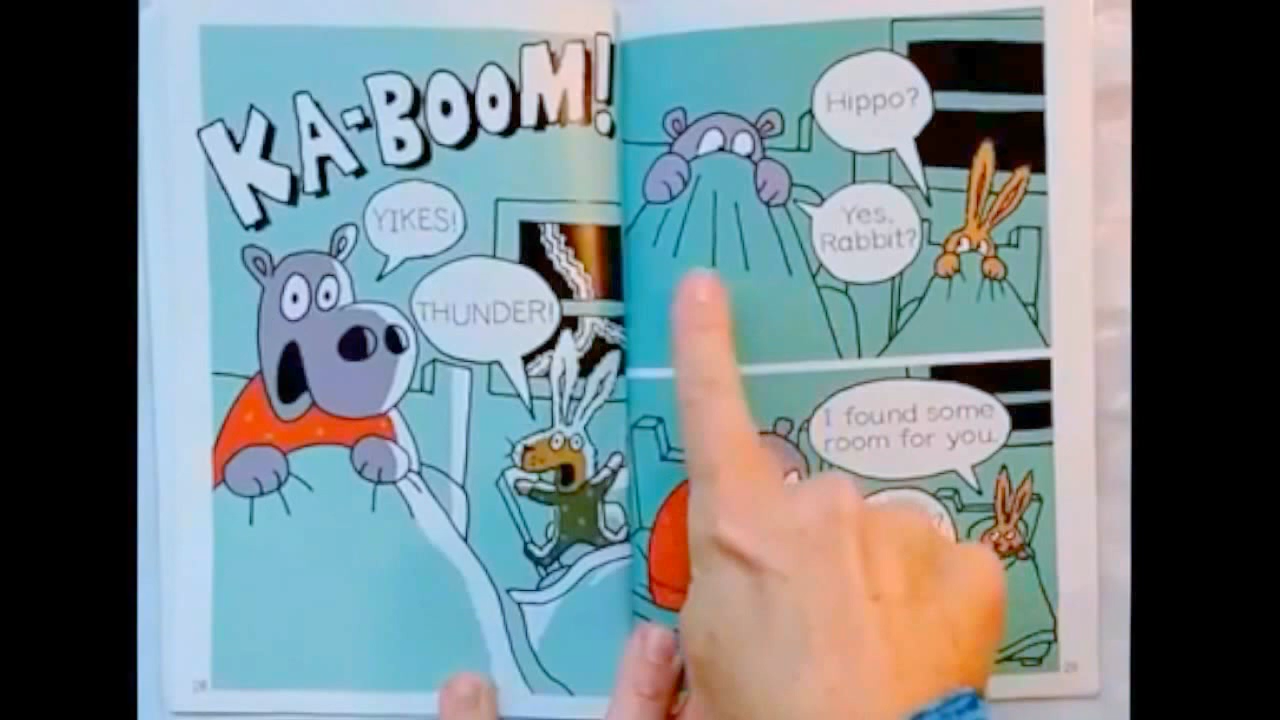 KA-BOOM!
YIKES!
THUNDER!
28
Hippo?
Yes,
Rabbit?
I found some
room for you.
29